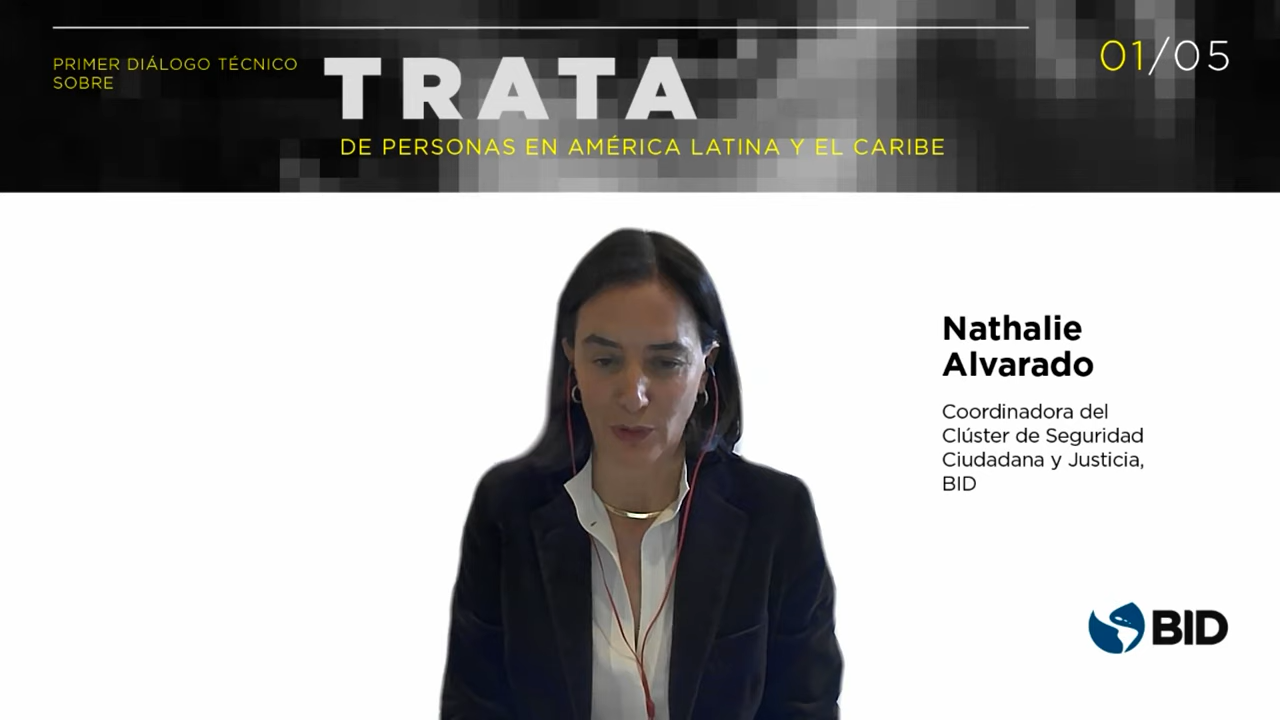 PRIMER DIÁLOGO TÉCNICO
SOBRE
TRATA
DE PERSONAS EN AMÉRICA LATINA Y EL CARIBE
01/05
Nathalie
Alvarado
Coordinadora del
Clúster de Seguridad
Ciudadana y Justicia,
BID
BID